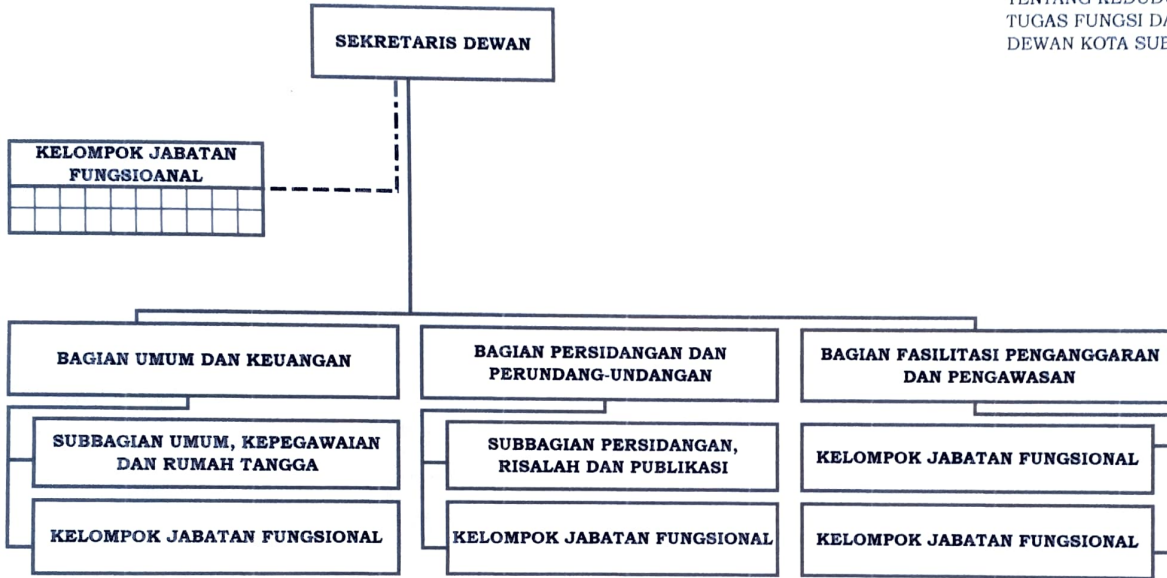 TUGAS FUNGSI DA
DEWAN KOTA SUB
SEKRETARIS DEWAN
KELOMPOK JABATAN
FUNGSIOANAL
BAGIAN UMUM DAN KEUANGAN
BAGIAN PERSIDANGAN DAN
PERUNDANG-UNDANGAN
BAGIAN FASILITASI PENGANGGARAN
DAN PENGAWASAN
SUBBAGIAN UMUM, KEPEGAWAIAN
DAN RUMAH TANGGA
SUBBAGIAN PERSIDANGAN,
RISALAH DAN PUBLIKASI
KELOMPOK JABATAN FUNGSIONAL
KELOMPOK JABATAN FUNGSIONAL
KELOMPOK JABATAN FUNGSIONAL
KELOMPOK JABATAN FUNGSIONAL